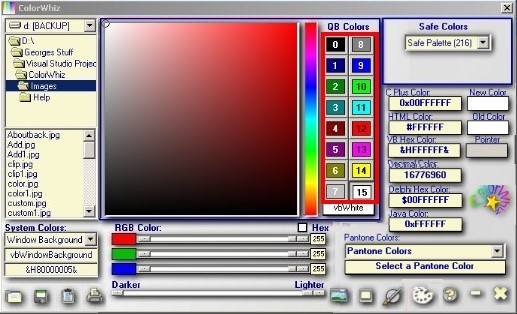 ColorWhiz
d: [BACKUP]
D:\
Georges Stuff
Visual Studio Projec
ColorWhiz
Images
Help
Aboutback.jpg
Add.jpg
Add1.jpg
clip.jpg
clip1.jpg
color.jpg
color1.jpg
custom.jpg
custom1.jpg
QB Colors
0 8
1 9
2 10
3 11
4 12
5 13
6 14
7 15
vbWhite
Safe Colors
Safe Palette (216)
C Plus Color:
0x00FFFFFF
HTML Color:
#FFFFFF
VB Hex Color:
&HFFFFFF&
Decimal Color:
16776960
Delphi Hex Color:
$00FFFFFF
Java Color:
0xFFFFFF
New Color
Old Color
Pointer
System Colors:
Window Background
vbWindowBackground
&H80000005&
RGB Color:
Hex
255
255
255
Darker
Lighter
Pantone Colors:
Pantone Colors
Select a Pantone Color